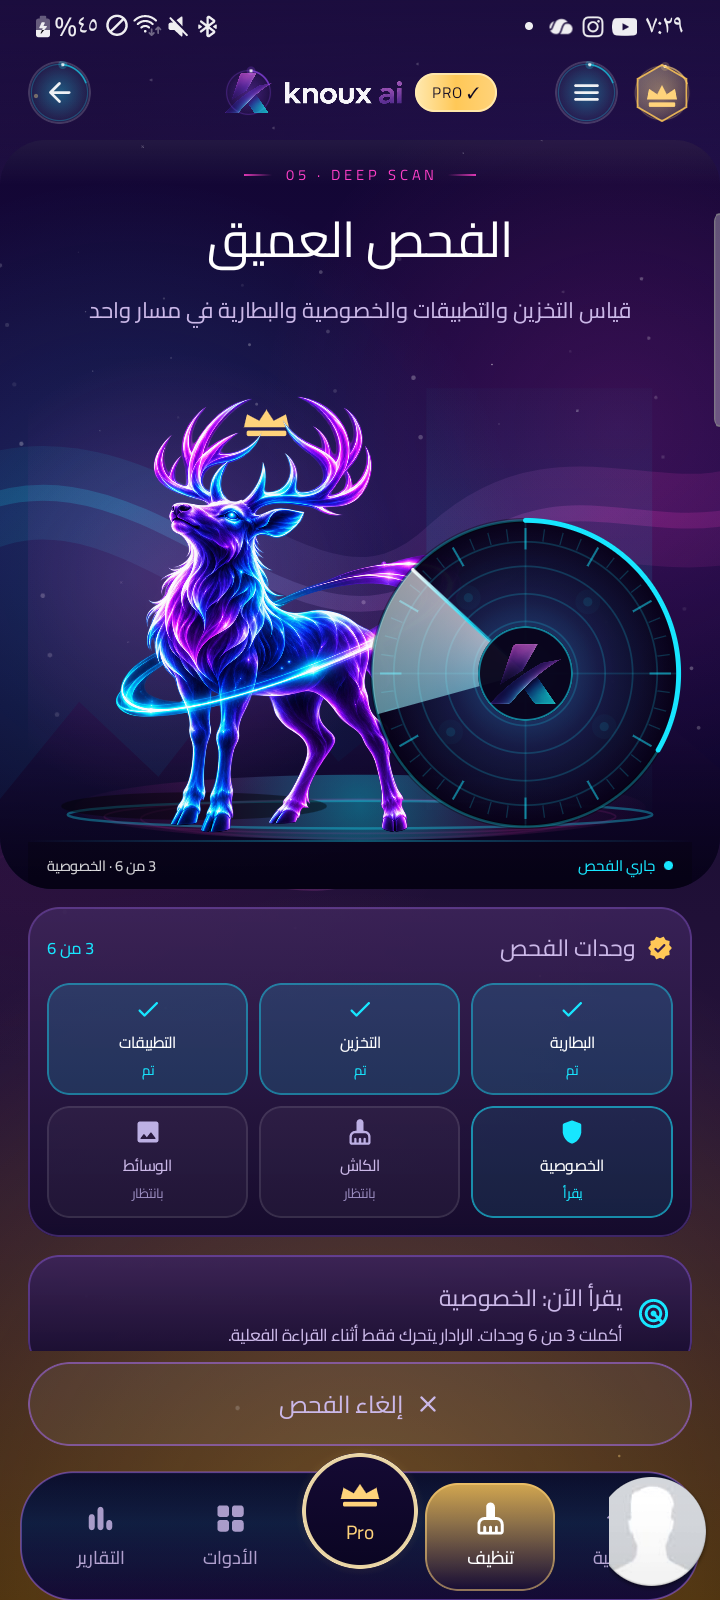 ٧:٢٩
%٤٥
knoux ai
PRO ✓
05 · DEEP SCAN
الفحص العميق
قياس التخزين والتطبيقات والخصوصية والبطارية في مسار واحد
جاري الفحص
3 من 6 · الخصوصية
وحدات الفحص
3 من 6
البطارية
التخزين
التطبيقات
تم
تم
تم
الخصوصية
الكاش
الوسائط
يقرأ
بانتظار
بانتظار
يقرأ الآن: الخصوصية
أكملت 3 من 6 وحدات. الرادار يتحرك فقط أثناء القراءة الفعلية.
إلغاء الفحص
تنظيف
Pro
الأدوات
التقارير